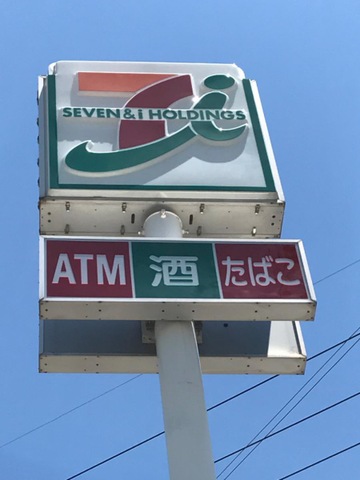 SEVEN & i HOLDINGS
ATM 酒 たばこ